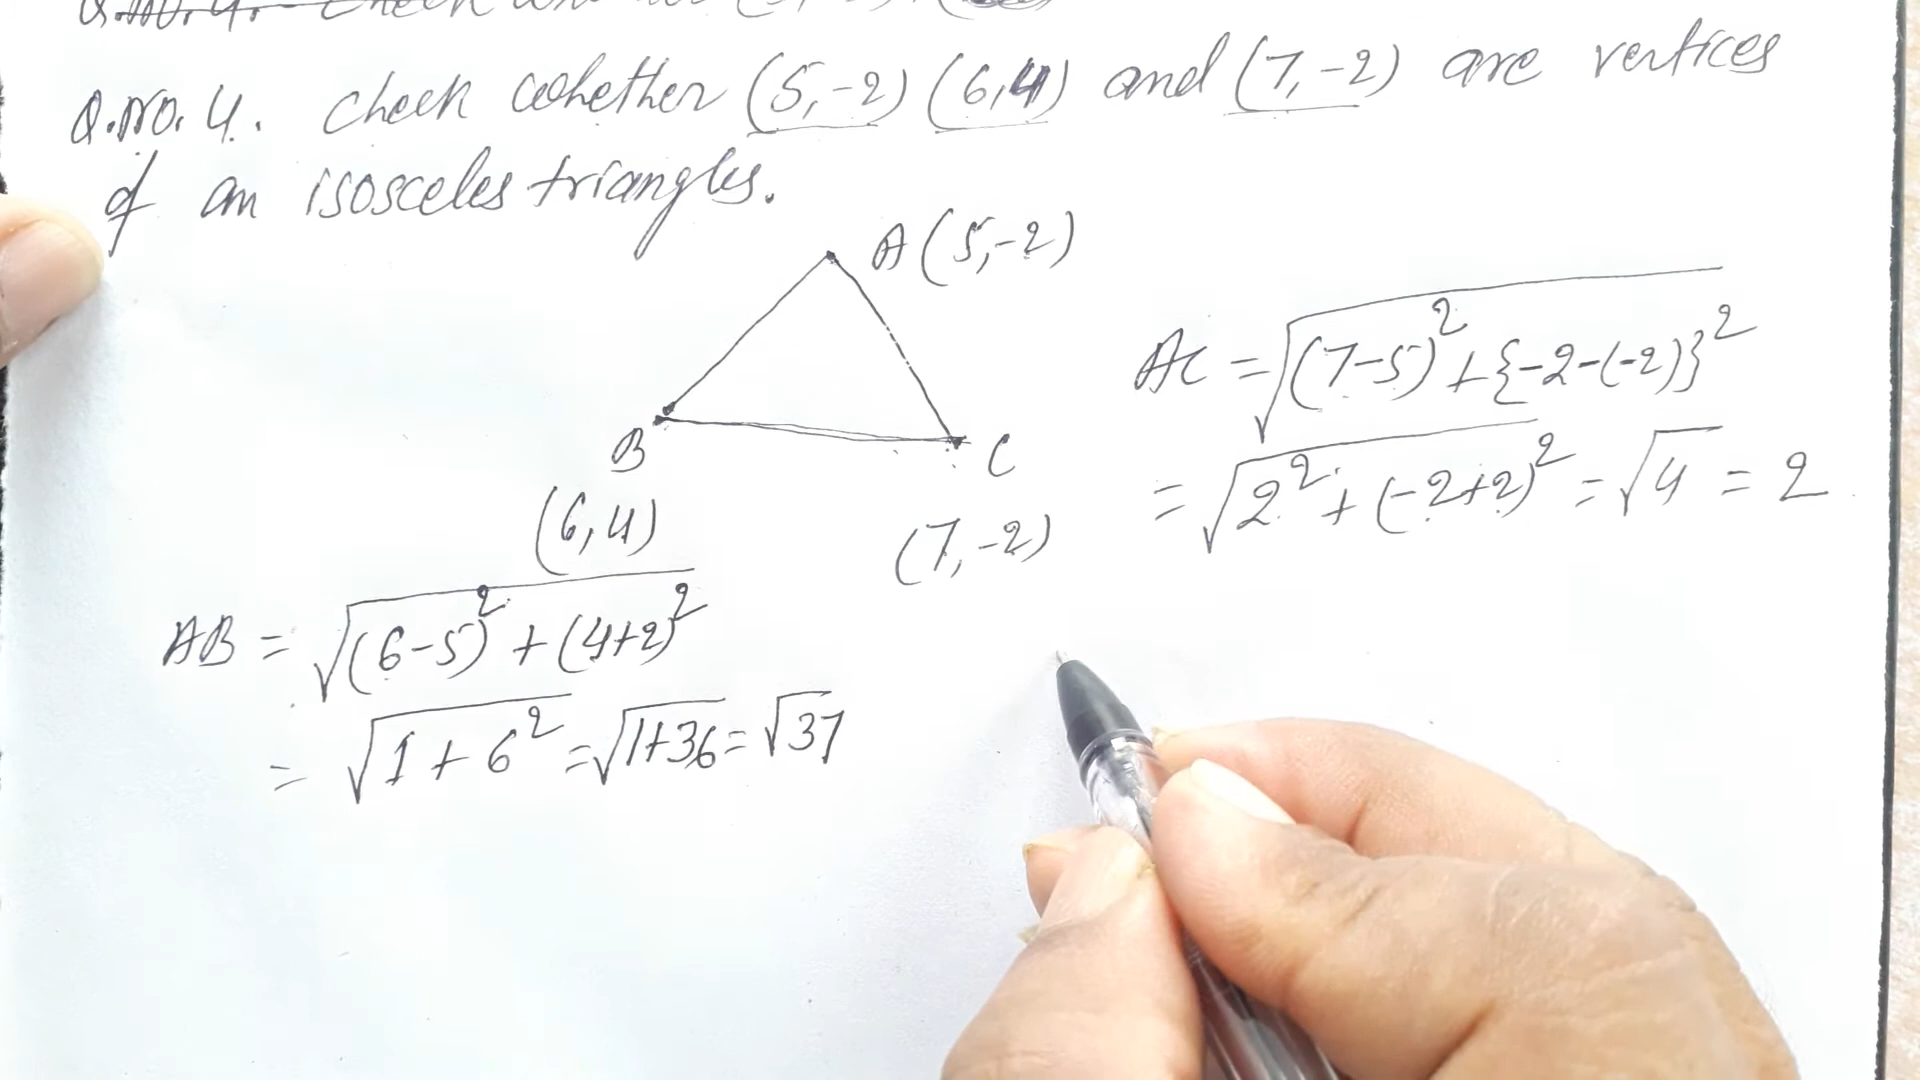 Q.NO. 4. Check whether (5,-2) (6,4) and (7,-2) are vertices
of an isosceles triangles.
A (5,-2)
B
(6,4)
C
(7,-2)
AC = √(7-5)² + {-2-(-2)}²
= √2² + (-2+2)² = √4 = 2
AB = √(6-5)² + (4+2)²
= √1 + 6² = √1+36 = √37